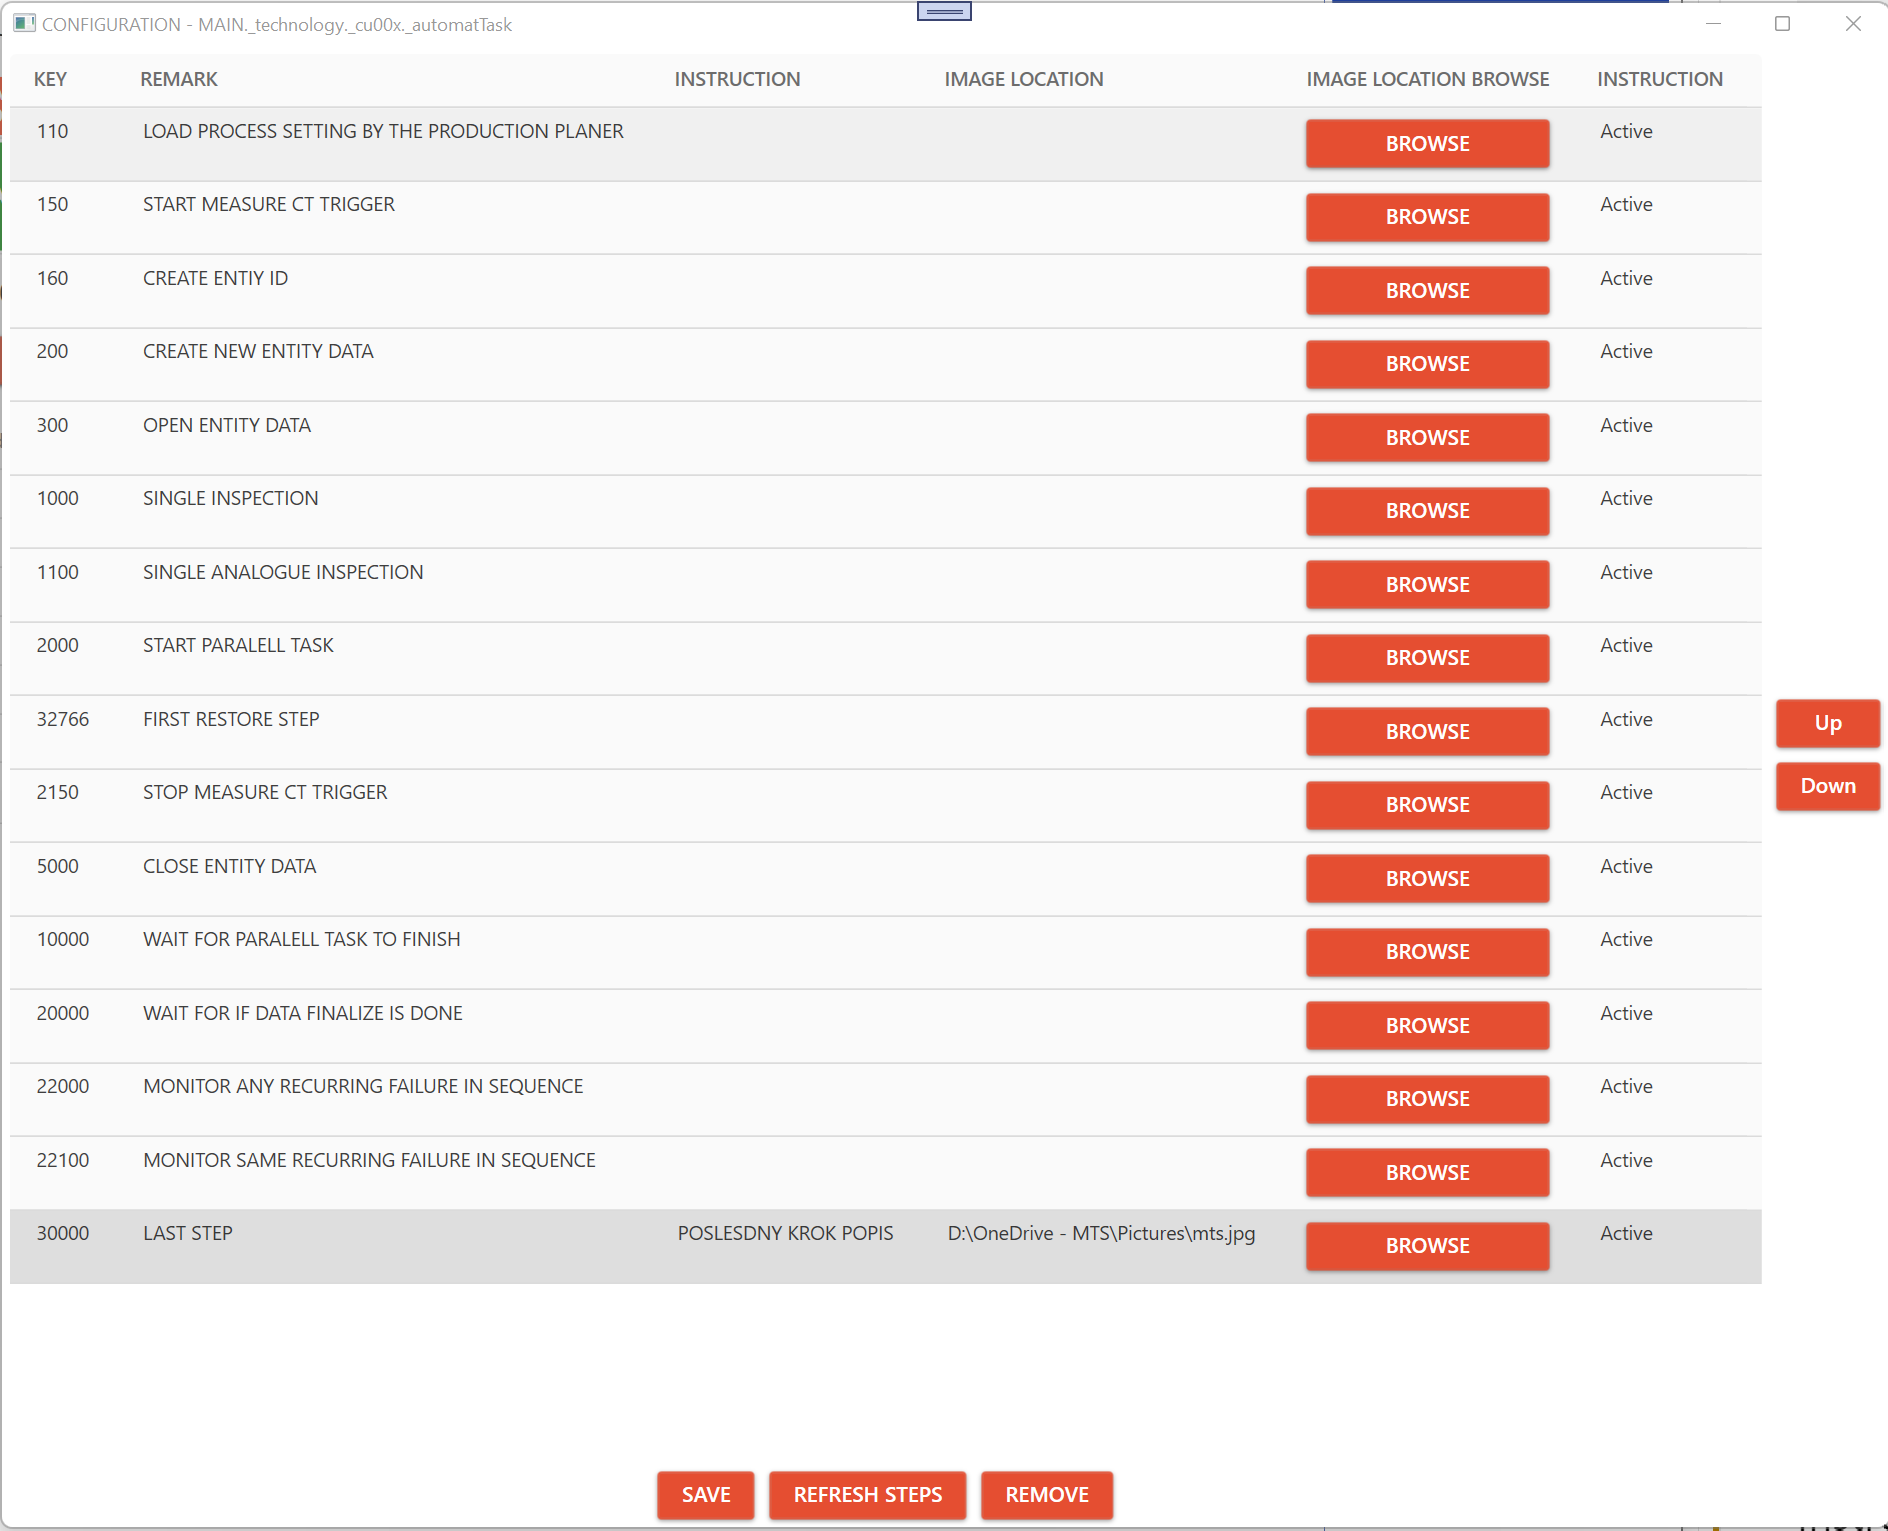 CONFIGURATION - MAIN._technology._cu00x._automatTask
KEY REMARK INSTRUCTION IMAGE LOCATION IMAGE LOCATION BROWSE INSTRUCTION
110 LOAD PROCESS SETTING BY THE PRODUCTION PLANER BROWSE Active
150 START MEASURE CT TRIGGER BROWSE Active
160 CREATE ENTIY ID BROWSE Active
200 CREATE NEW ENTITY DATA BROWSE Active
300 OPEN ENTITY DATA BROWSE Active
1000 SINGLE INSPECTION BROWSE Active
1100 SINGLE ANALOGUE INSPECTION BROWSE Active
2000 START PARALELL TASK BROWSE Active
32766 FIRST RESTORE STEP BROWSE Active
Up
2150 STOP MEASURE CT TRIGGER BROWSE Active
Down
5000 CLOSE ENTITY DATA BROWSE Active
10000 WAIT FOR PARALELL TASK TO FINISH BROWSE Active
20000 WAIT FOR IF DATA FINALIZE IS DONE BROWSE Active
22000 MONITOR ANY RECURRING FAILURE IN SEQUENCE BROWSE Active
22100 MONITOR SAME RECURRING FAILURE IN SEQUENCE BROWSE Active
30000 LAST STEP POSLESDNY KROK POPIS D:\OneDrive - MTS\Pictures\mts.jpg BROWSE Active
SAVE REFRESH STEPS REMOVE